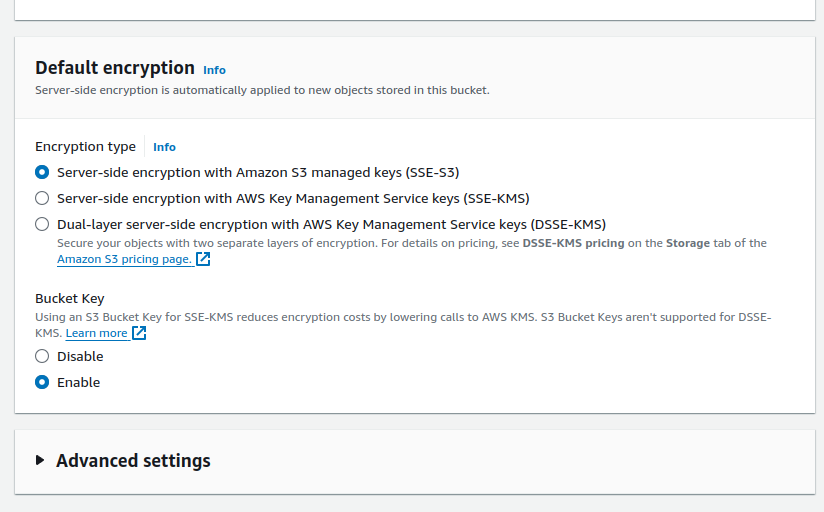 Default encryption Info
Server-side encryption is automatically applied to new objects stored in this bucket.
Encryption type Info
Server-side encryption with Amazon S3 managed keys (SSE-S3)
Server-side encryption with AWS Key Management Service keys (SSE-KMS)
Dual-layer server-side encryption with AWS Key Management Service keys (DSSE-KMS)
Secure your objects with two separate layers of encryption. For details on pricing, see DSSE-KMS pricing on the Storage tab of the
Amazon S3 pricing page.
Bucket Key
Using an S3 Bucket Key for SSE-KMS reduces encryption costs by lowering calls to AWS KMS. S3 Bucket Keys aren't supported for DSSE-
KMS. Learn more
Disable
Enable
Advanced settings